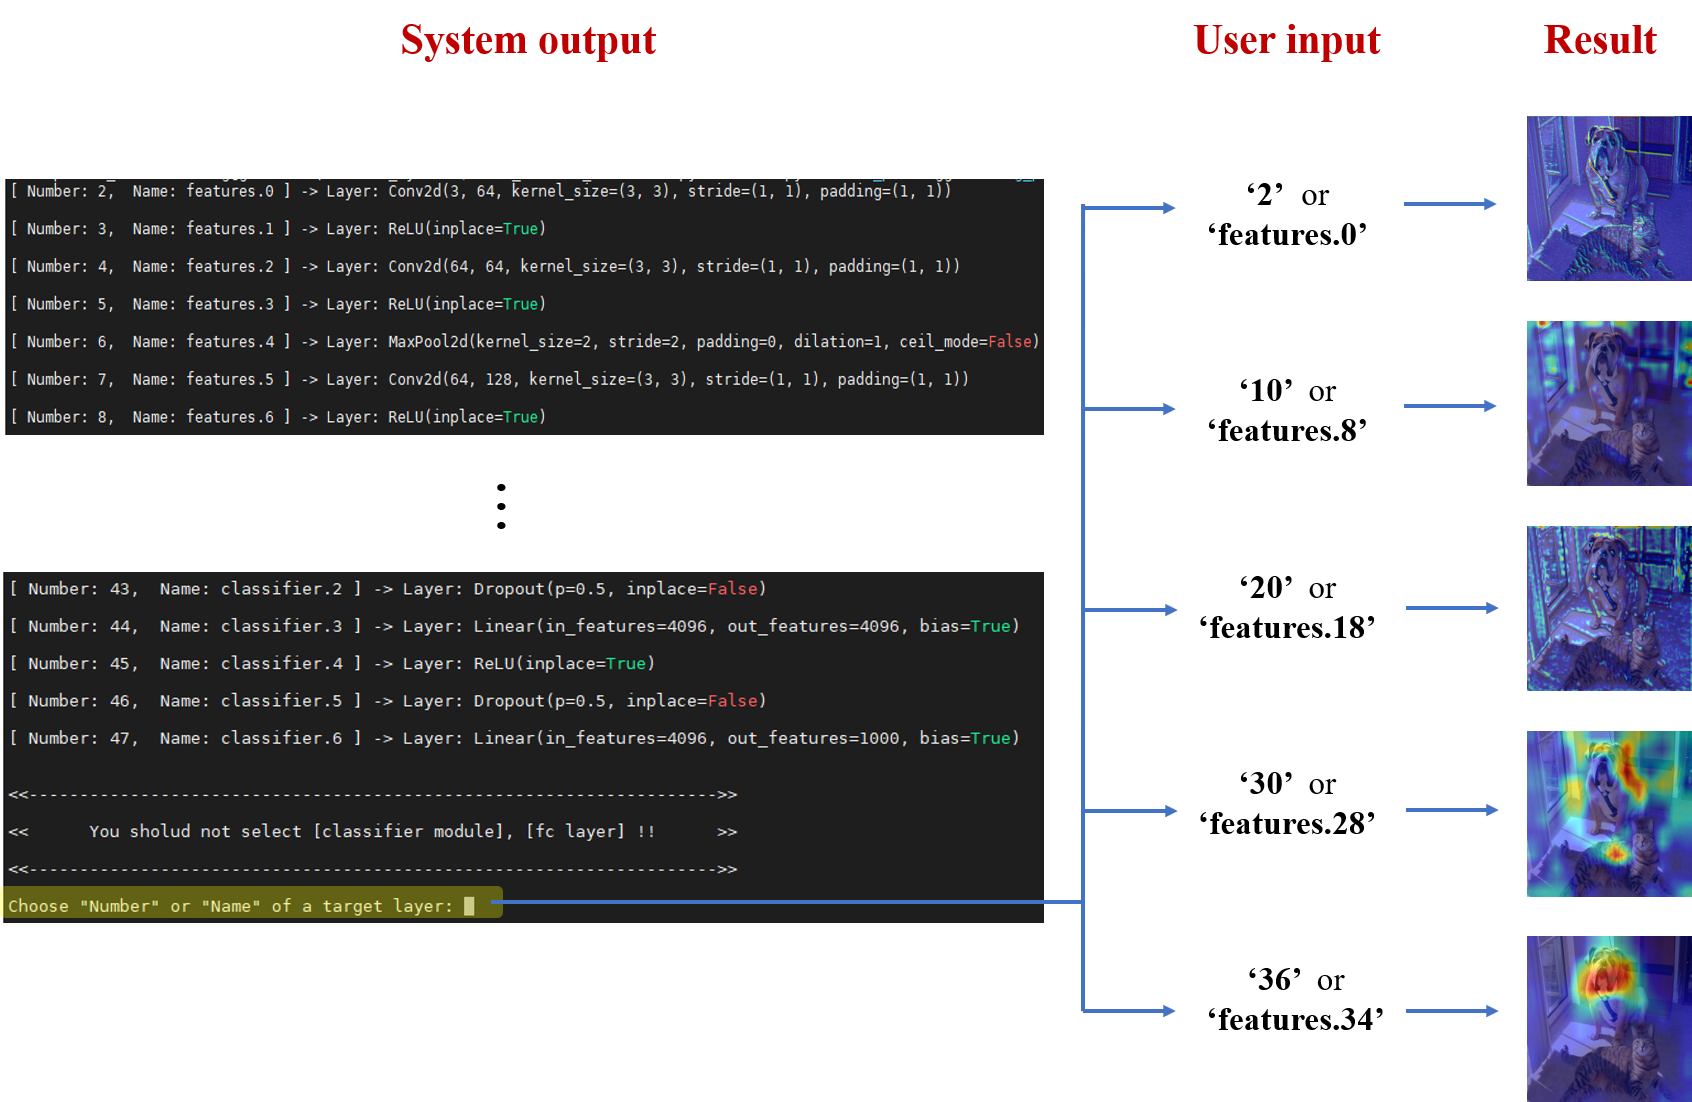 System output
User input
Result
[ Number: 2,  Name: features.0 ] -> Layer: Conv2d(3, 64, kernel_size=(3, 3), stride=(1, 1), padding=(1, 1))
[ Number: 3,  Name: features.1 ] -> Layer: ReLU(inplace=True)
[ Number: 4,  Name: features.2 ] -> Layer: Conv2d(64, 64, kernel_size=(3, 3), stride=(1, 1), padding=(1, 1))
[ Number: 5,  Name: features.3 ] -> Layer: ReLU(inplace=True)
[ Number: 6,  Name: features.4 ] -> Layer: MaxPool2d(kernel_size=2, stride=2, padding=0, dilation=1, ceil_mode=False)
[ Number: 7,  Name: features.5 ] -> Layer: Conv2d(64, 128, kernel_size=(3, 3), stride=(1, 1), padding=(1, 1))
[ Number: 8,  Name: features.6 ] -> Layer: ReLU(inplace=True)
[ Number: 43,  Name: classifier.2 ] -> Layer: Dropout(p=0.5, inplace=False)
[ Number: 44,  Name: classifier.3 ] -> Layer: Linear(in_features=4096, out_features=4096, bias=True)
[ Number: 45,  Name: classifier.4 ] -> Layer: ReLU(inplace=True)
[ Number: 46,  Name: classifier.5 ] -> Layer: Dropout(p=0.5, inplace=False)
[ Number: 47,  Name: classifier.6 ] -> Layer: Linear(in_features=4096, out_features=1000, bias=True)
<<-------------------------------------------------------------------->>
<<      You sholud not select [classifier module], [fc layer] !!      >>
<<-------------------------------------------------------------------->>
Choose "Number" or "Name" of a target layer:
‘2’ or
‘features.0’
‘10’ or
‘features.8’
‘20’ or
‘features.18’
‘30’ or
‘features.28’
‘36’ or
‘features.34’